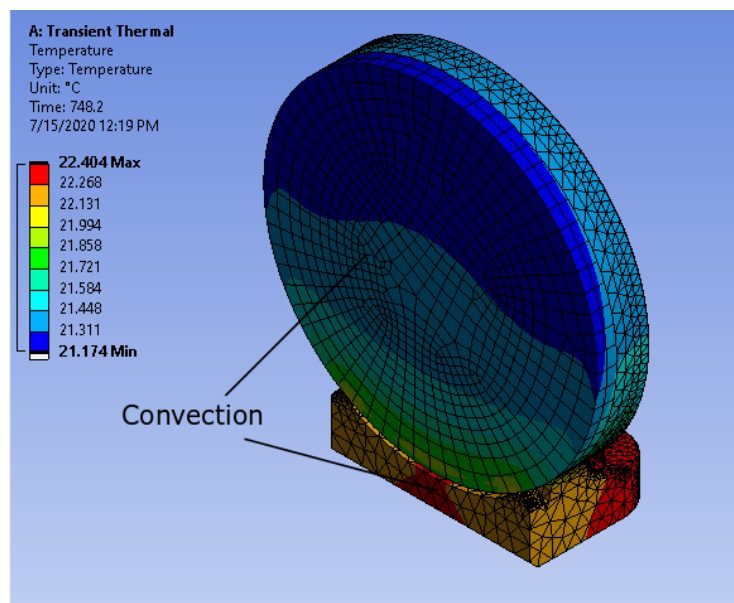 A: Transient Thermal
Temperature
Type: Temperature
Unit: °C
Time: 748.2
7/15/2020 12:19 PM
22.404 Max
22.268
22.131
21.994
21.858
21.721
21.584
21.448
21.311
21.174 Min
Convection